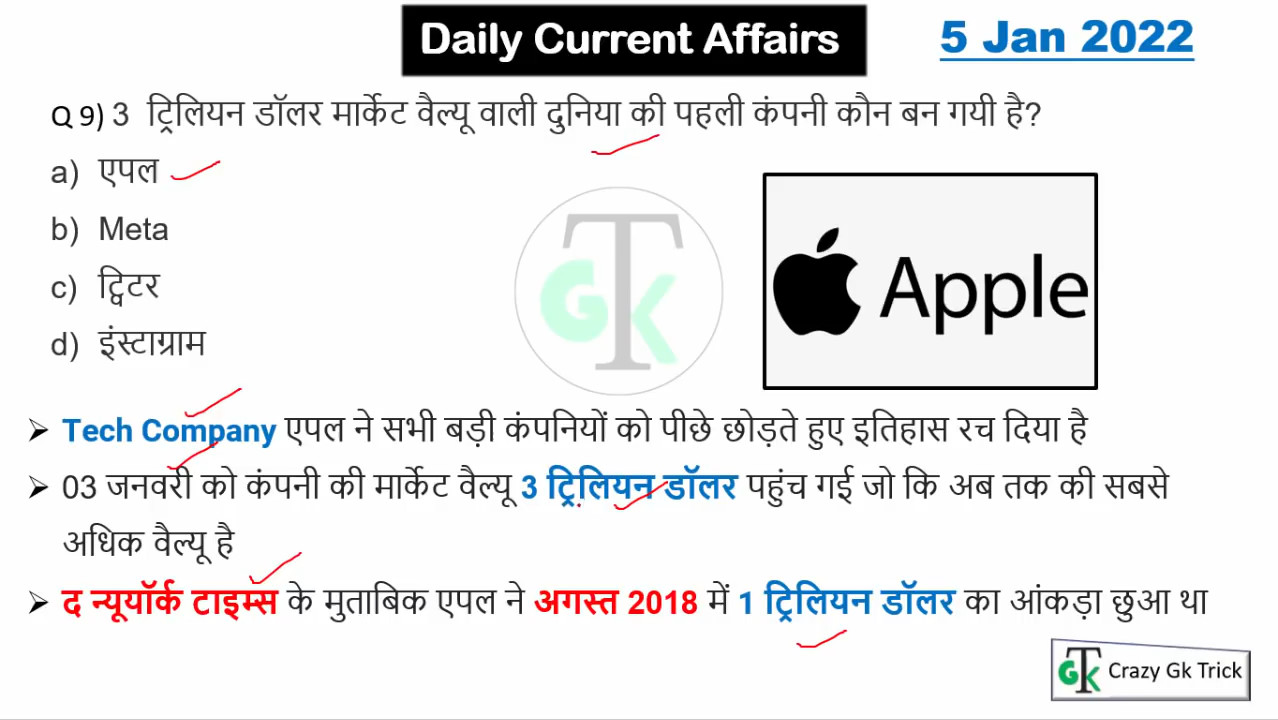 Daily Current Affairs
5 Jan 2022
Q 9) 3 ट्रिलियन डॉलर मार्केट वैल्यू वाली दुनिया की पहली कंपनी कौन बन गयी है?
a) एपल
b) Meta
c) ट्विटर
d) इंस्टाग्राम
TGK
Apple
➤ Tech Company एपल ने सभी बड़ी कंपनियों को पीछे छोड़ते हुए इतिहास रच दिया है
➤ 03 जनवरी को कंपनी की मार्केट वैल्यू 3 ट्रिलियन डॉलर पहुंच गई जो कि अब तक की सबसे
अधिक वैल्यू है
➤ द न्यूयॉर्क टाइम्स के मुताबिक एपल ने अगस्त 2018 में 1 ट्रिलियन डॉलर का आंकड़ा छुआ था
GTK Crazy Gk Trick